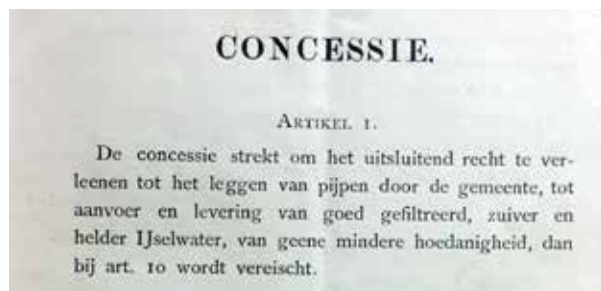 CONCESSIE.
ARTIKEL 1.
De concessie strekt om het uitsluitend recht te ver-
leenen tot het leggen van pijpen door de gemeente, tot
aanvoer en levering van goed gefiltreerd, zuiver en
helder IJselwater, van geene mindere hoedanigheid, dan
bij art. 10 wordt vereischt.